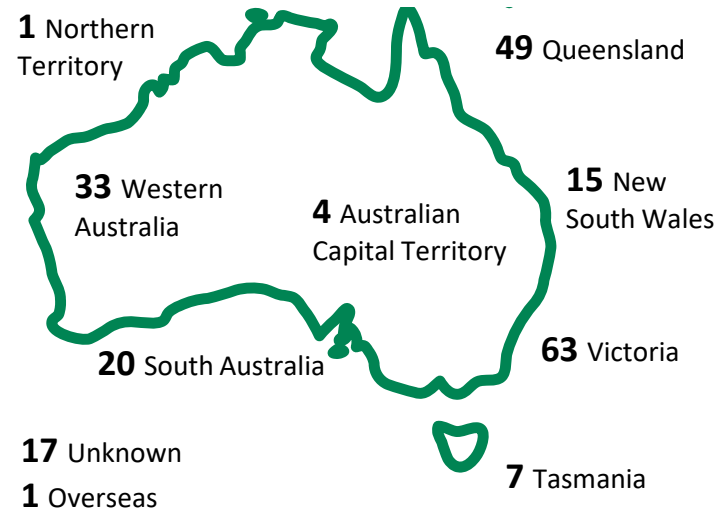 1 Northern
Territory
49 Queensland
33 Western
Australia
15 New
South Wales
4 Australian
Capital Territory
63 Victoria
20 South Australia
17 Unknown
7 Tasmania
1 Overseas